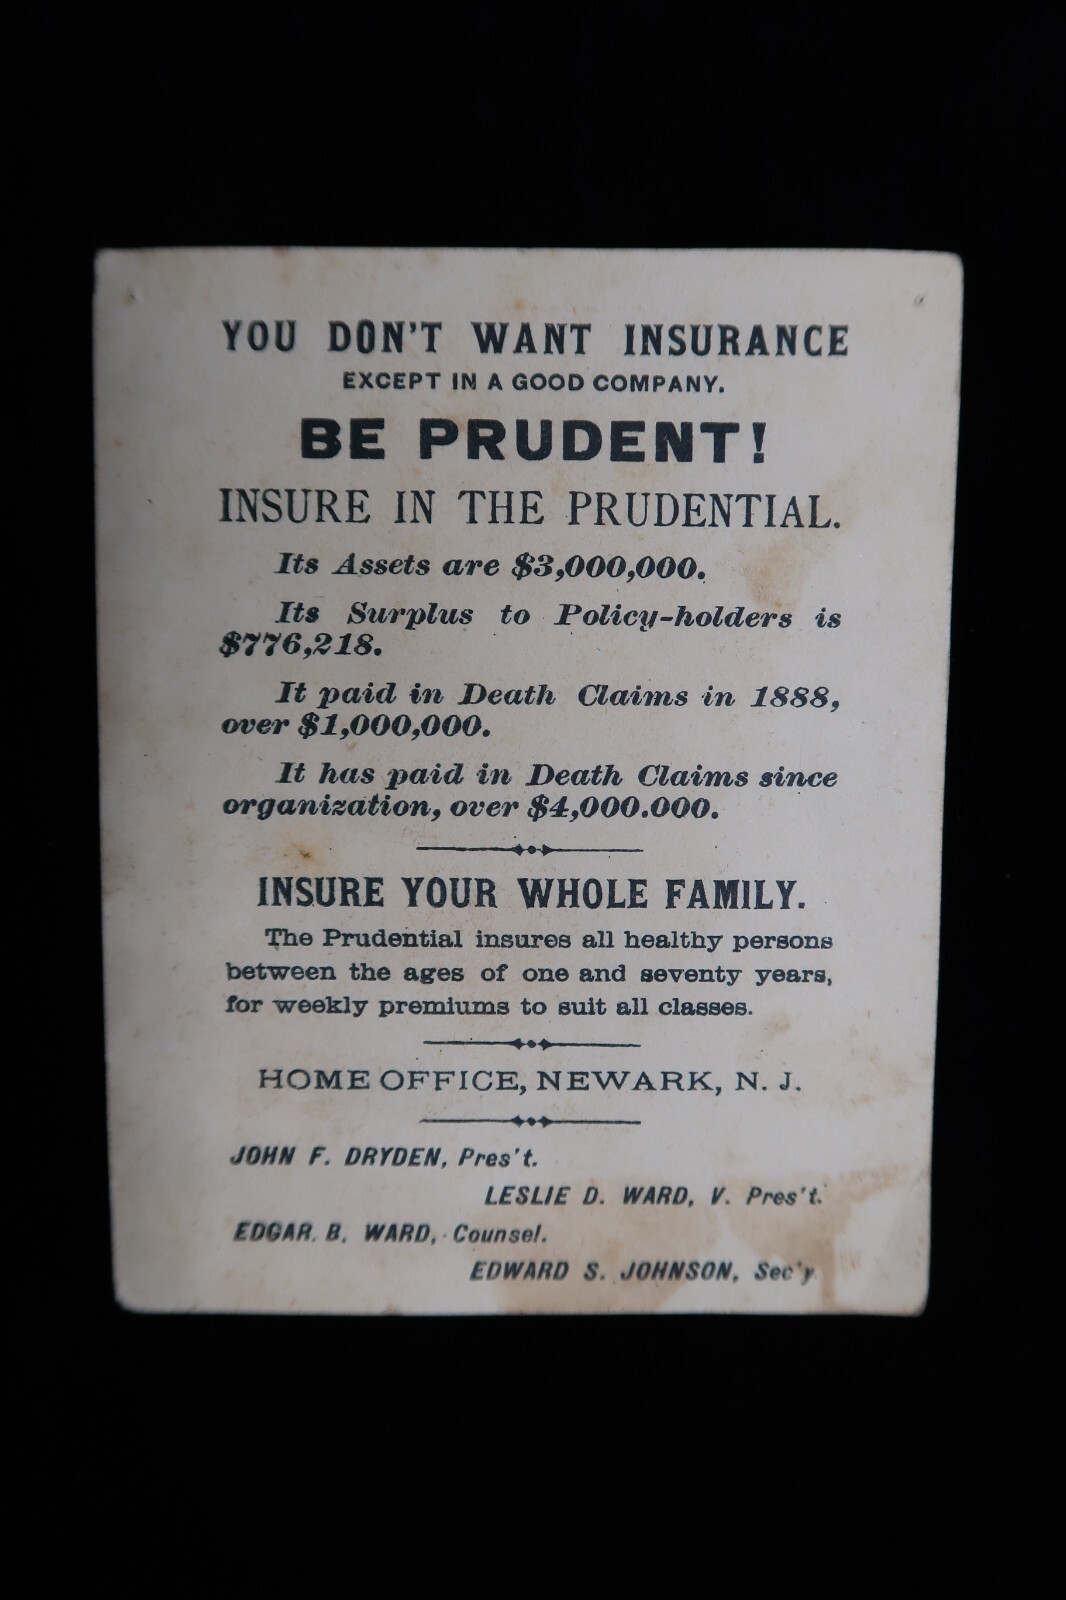 YOU DON'T WANT INSURANCE
EXCEPT IN A GOOD COMPANY.
BE PRUDENT!
INSURE IN THE PRUDENTIAL.
Its Assets are $3,000,000.
Its Surplus to Policy-holders is
$776,218.
It paid in Death Claims in 1888,
over $1,000,000.
It has paid in Death Claims since
organization, over $4,000.000.
INSURE YOUR WHOLE FAMILY.
The Prudential insures all healthy persons
between the ages of one and seventy years,
for weekly premiums to suit all classes.
HOME OFFICE, NEWARK, N. J.
JOHN F. DRYDEN, Pres't.
LESLIE D. WARD, V. Pres't.
EDGAR B. WARD, Counsel.
EDWARD S. JOHNSON, Sec'y